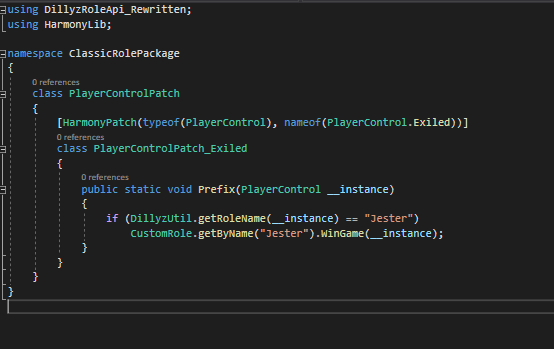 using DillyzRoleApi_Rewritten;
using HarmonyLib;
namespace ClassicRolePackage
{
0 references
class PlayerControlPatch
{
[HarmonyPatch(typeof(PlayerControl), nameof(PlayerControl.Exiled))]
0 references
class PlayerControlPatch_Exiled
{
0 references
public static void Prefix(PlayerControl __instance)
{
if (DillyzUtil.getRoleName(__instance) == "Jester")
CustomRole.getByName("Jester").WinGame(__instance);
}
}
}
}